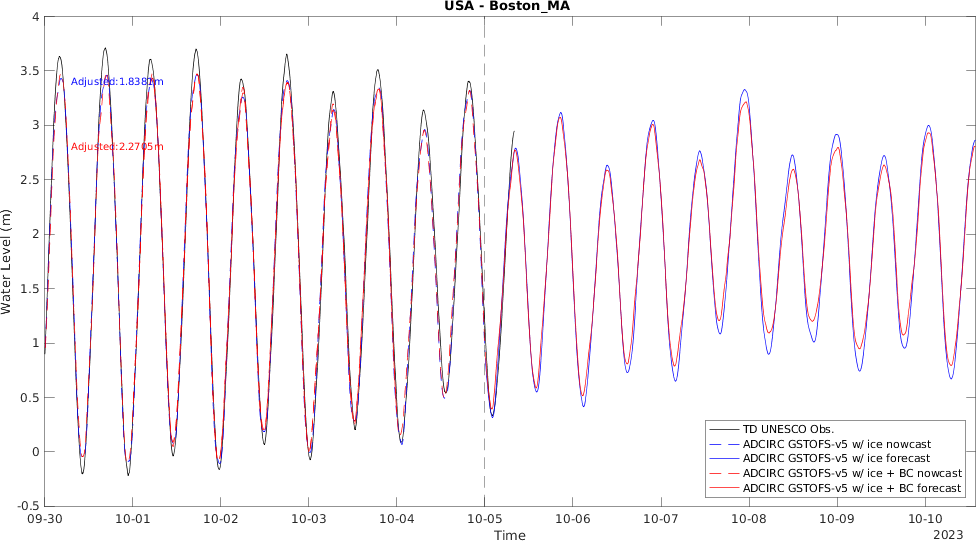 USA - Boston_MA
4
3.5
3
2.5
2
1.5
1
0.5
0
-0.5
Water Level (m)
Adjusted:2.2705m
TD UNESCO Obs.
ADCIRC GSTOFS-v5 w/ ice nowcast
ADCIRC GSTOFS-v5 w/ ice forecast
ADCIRC GSTOFS-v5 w/ ice + BC nowcast
ADCIRC GSTOFS-v5 w/ ice + BC forecast
09-30 10-01 10-02 10-03 10-04 10-05 10-06 10-07 10-08 10-09 10-10
Time
2023